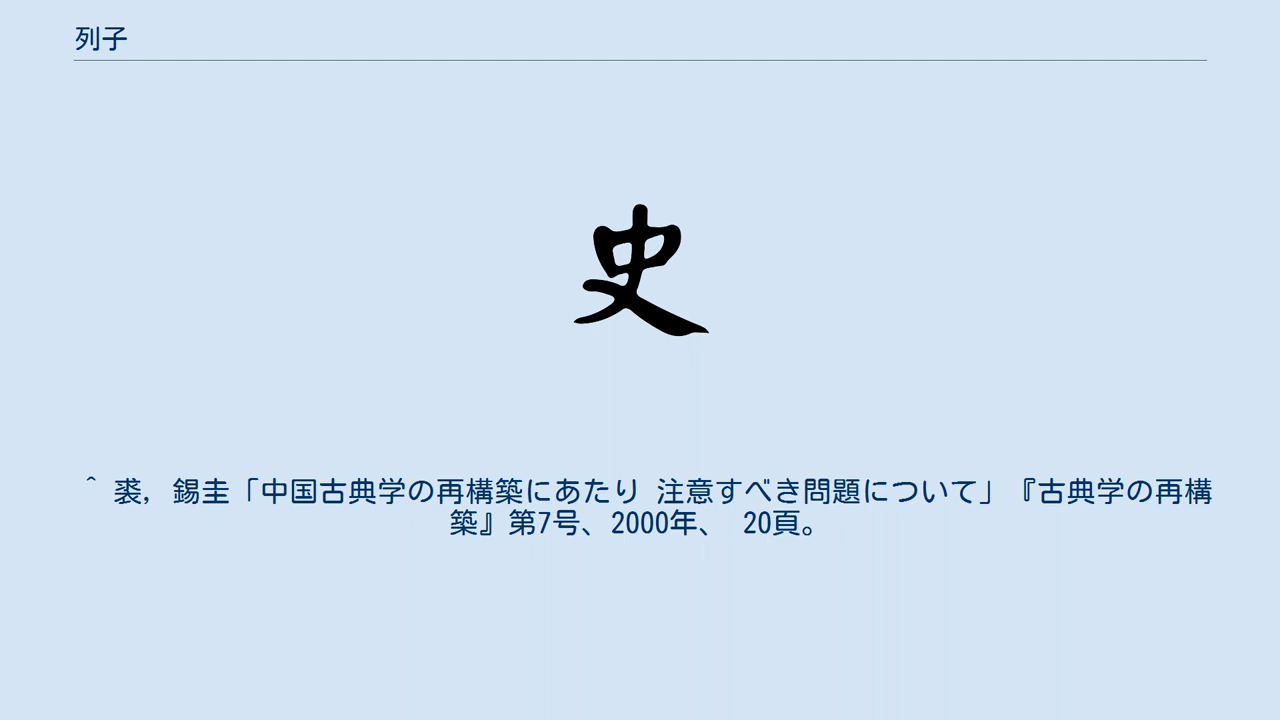 列子
史
^ 裘, 錫圭「中国古典学の再構築にあたり 注意すべき問題について」『古典学の再構
築』第7号、2000年、 20頁。